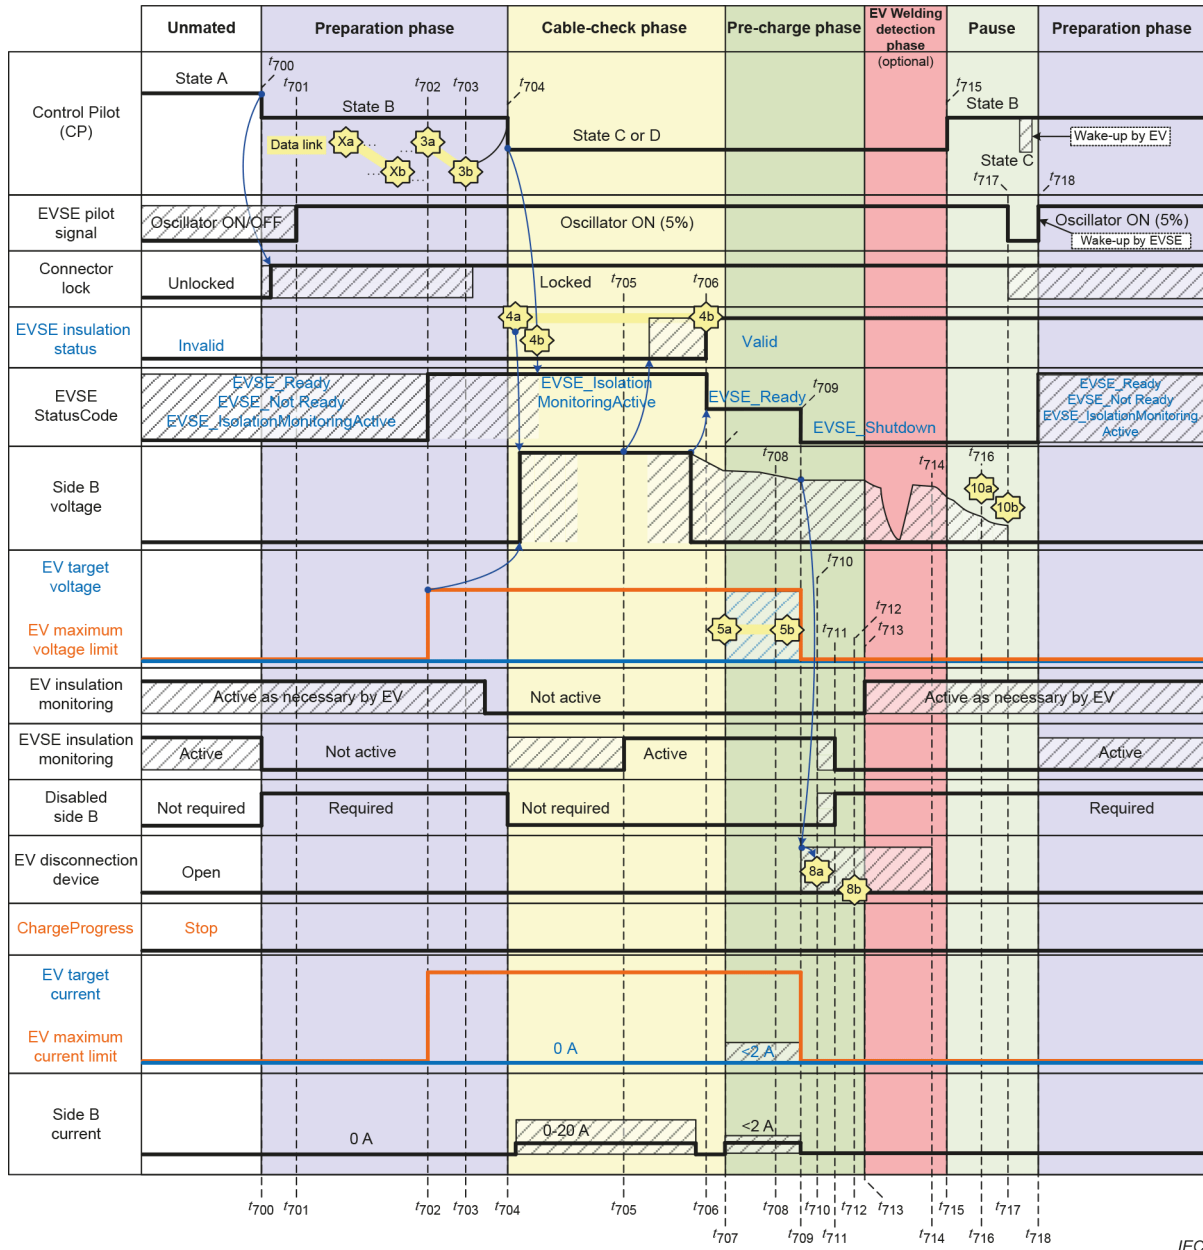 Unmated
Preparation phase
Cable-check phase
Pre-charge phase
EV Welding
detection
phase
(optional)
Pause
Preparation phase
Control Pilot
(CP)
State A
t700
t701
State B
t702
t703
t704
Data link
Xa
Xb
3a
3b
State C or D
t715
State B
Wake-up by EV
State C
t717
t718
EVSE pilot
signal
Oscillator ON/OFF
Oscillator ON (5%)
Oscillator ON (5%)
Wake-up by EVSE
Connector
lock
Unlocked
Locked
t705
t706
EVSE insulation
status
Invalid
4a
4b
4b
Valid
EVSE
StatusCode
EVSE_Ready
EVSE_Not Ready
EVSE_IsolationMonitoringActive
EVSE_Isolation
MonitoringActive
EVSE_Ready
t709
EVSE_Shutdown
EVSE_Ready
EVSE_Not Ready
EVSE_IsolationMonitoring
Active
Side B
voltage
t708
t714
t716
10a
10b
EV target
voltage
EV maximum
voltage limit
t710
5a
5b
t711
t712
t713
EV insulation
monitoring
Active as necessary by EV
Not active
Active as necessary by EV
EVSE insulation
monitoring
Active
Not active
Active
Active
Disabled
side B
Not required
Required
Not required
Required
EV disconnection
device
Open
8a
8b
ChargeProgress
Stop
EV target
current
EV maximum
current limit
0 A
<2 A
Side B
current
0 A
0-20 A
<2 A
t700
t701
t702
t703
t704
t705
t706
t707
t708
t709
t710
t711
t712
t713
t714
t715
t716
t717
t718
IEC